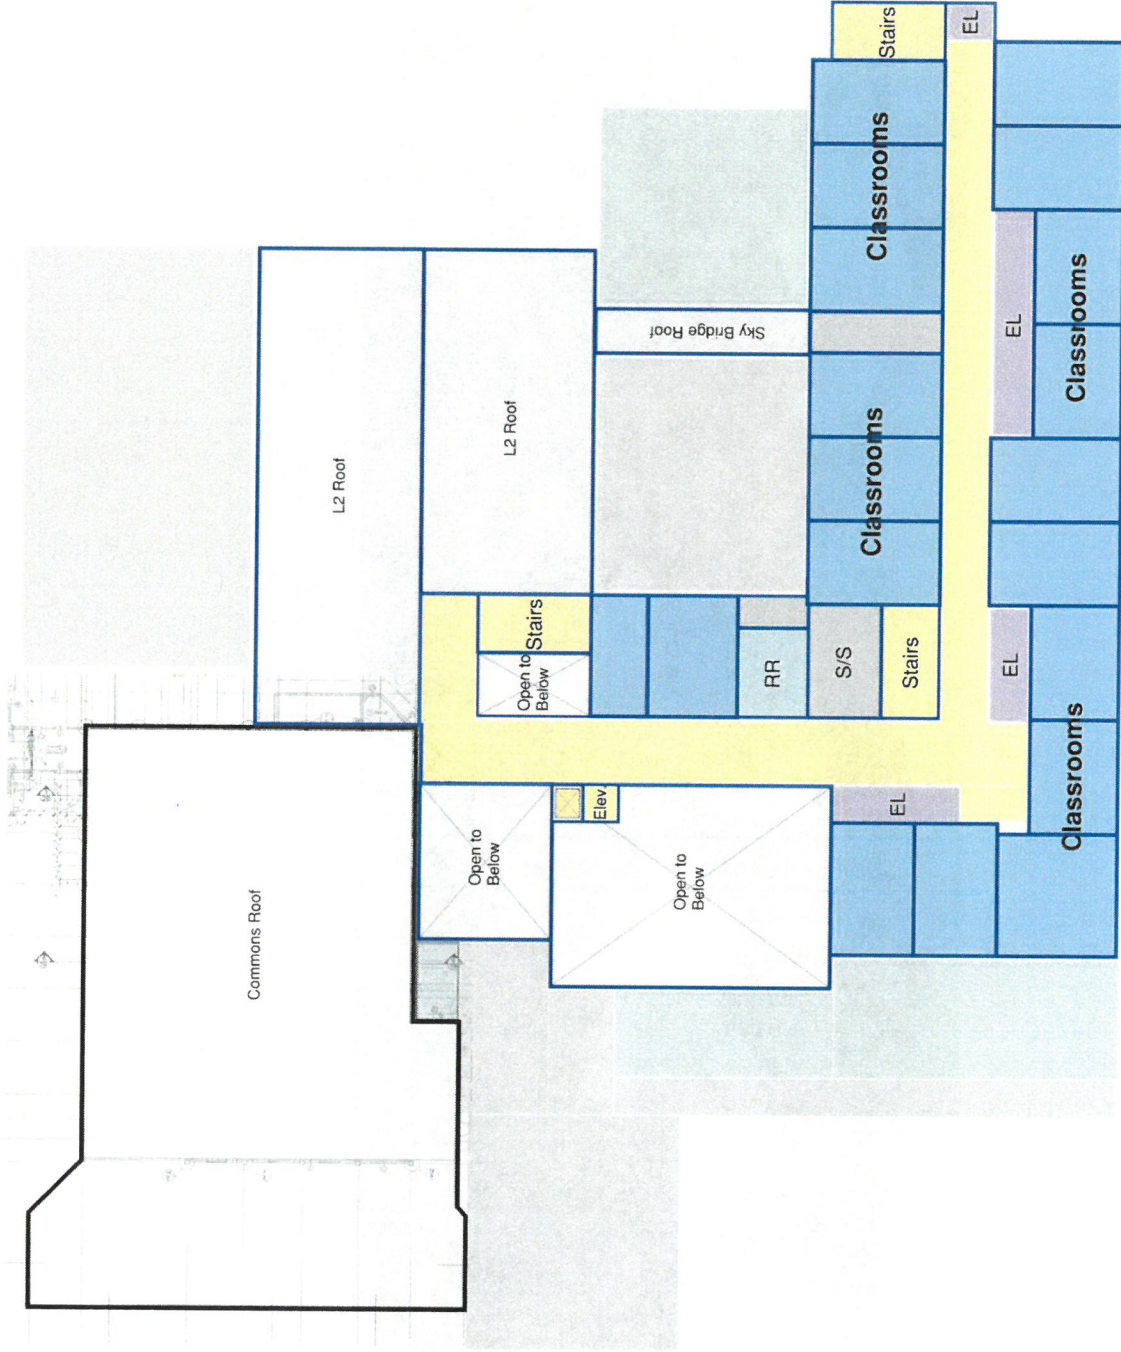 Commons Roof
L2 Roof
L2 Roof
Sky Bridge Roof
Open to
Below
Stairs
Open to
Below
Elev.
Open to
Below
RR
S/S
Stairs
EL
Classrooms
Classrooms
Stairs
EL
EL
Classrooms
EL
Classrooms